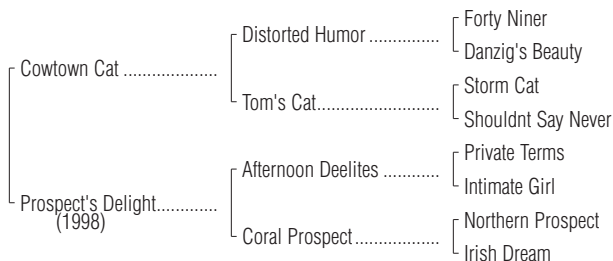 Forty Niner
Distorted Humor ................
Danzig's Beauty
Cowtown Cat ....................
Storm Cat
Tom's Cat..........................
Shouldnt Say Never
Private Terms
Afternoon Deelites ............
Intimate Girl
Prospect's Delight.............
(1998)
Northern Prospect
Coral Prospect..................
Irish Dream